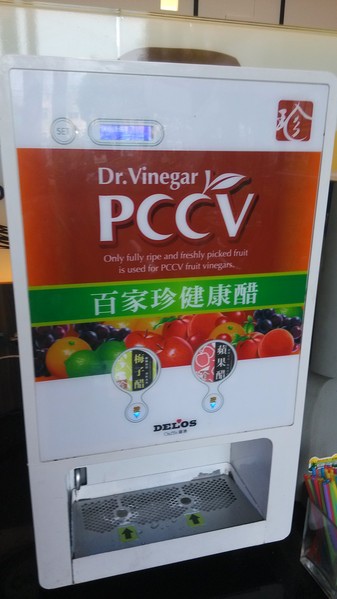 SET
珍
Dr.Vinegar
PCCV
Only fully ripe and freshly picked fruit
is used for PCCV fruit vinegars.
百家珍健康醋
梅子醋
蘋果醋
DELOS